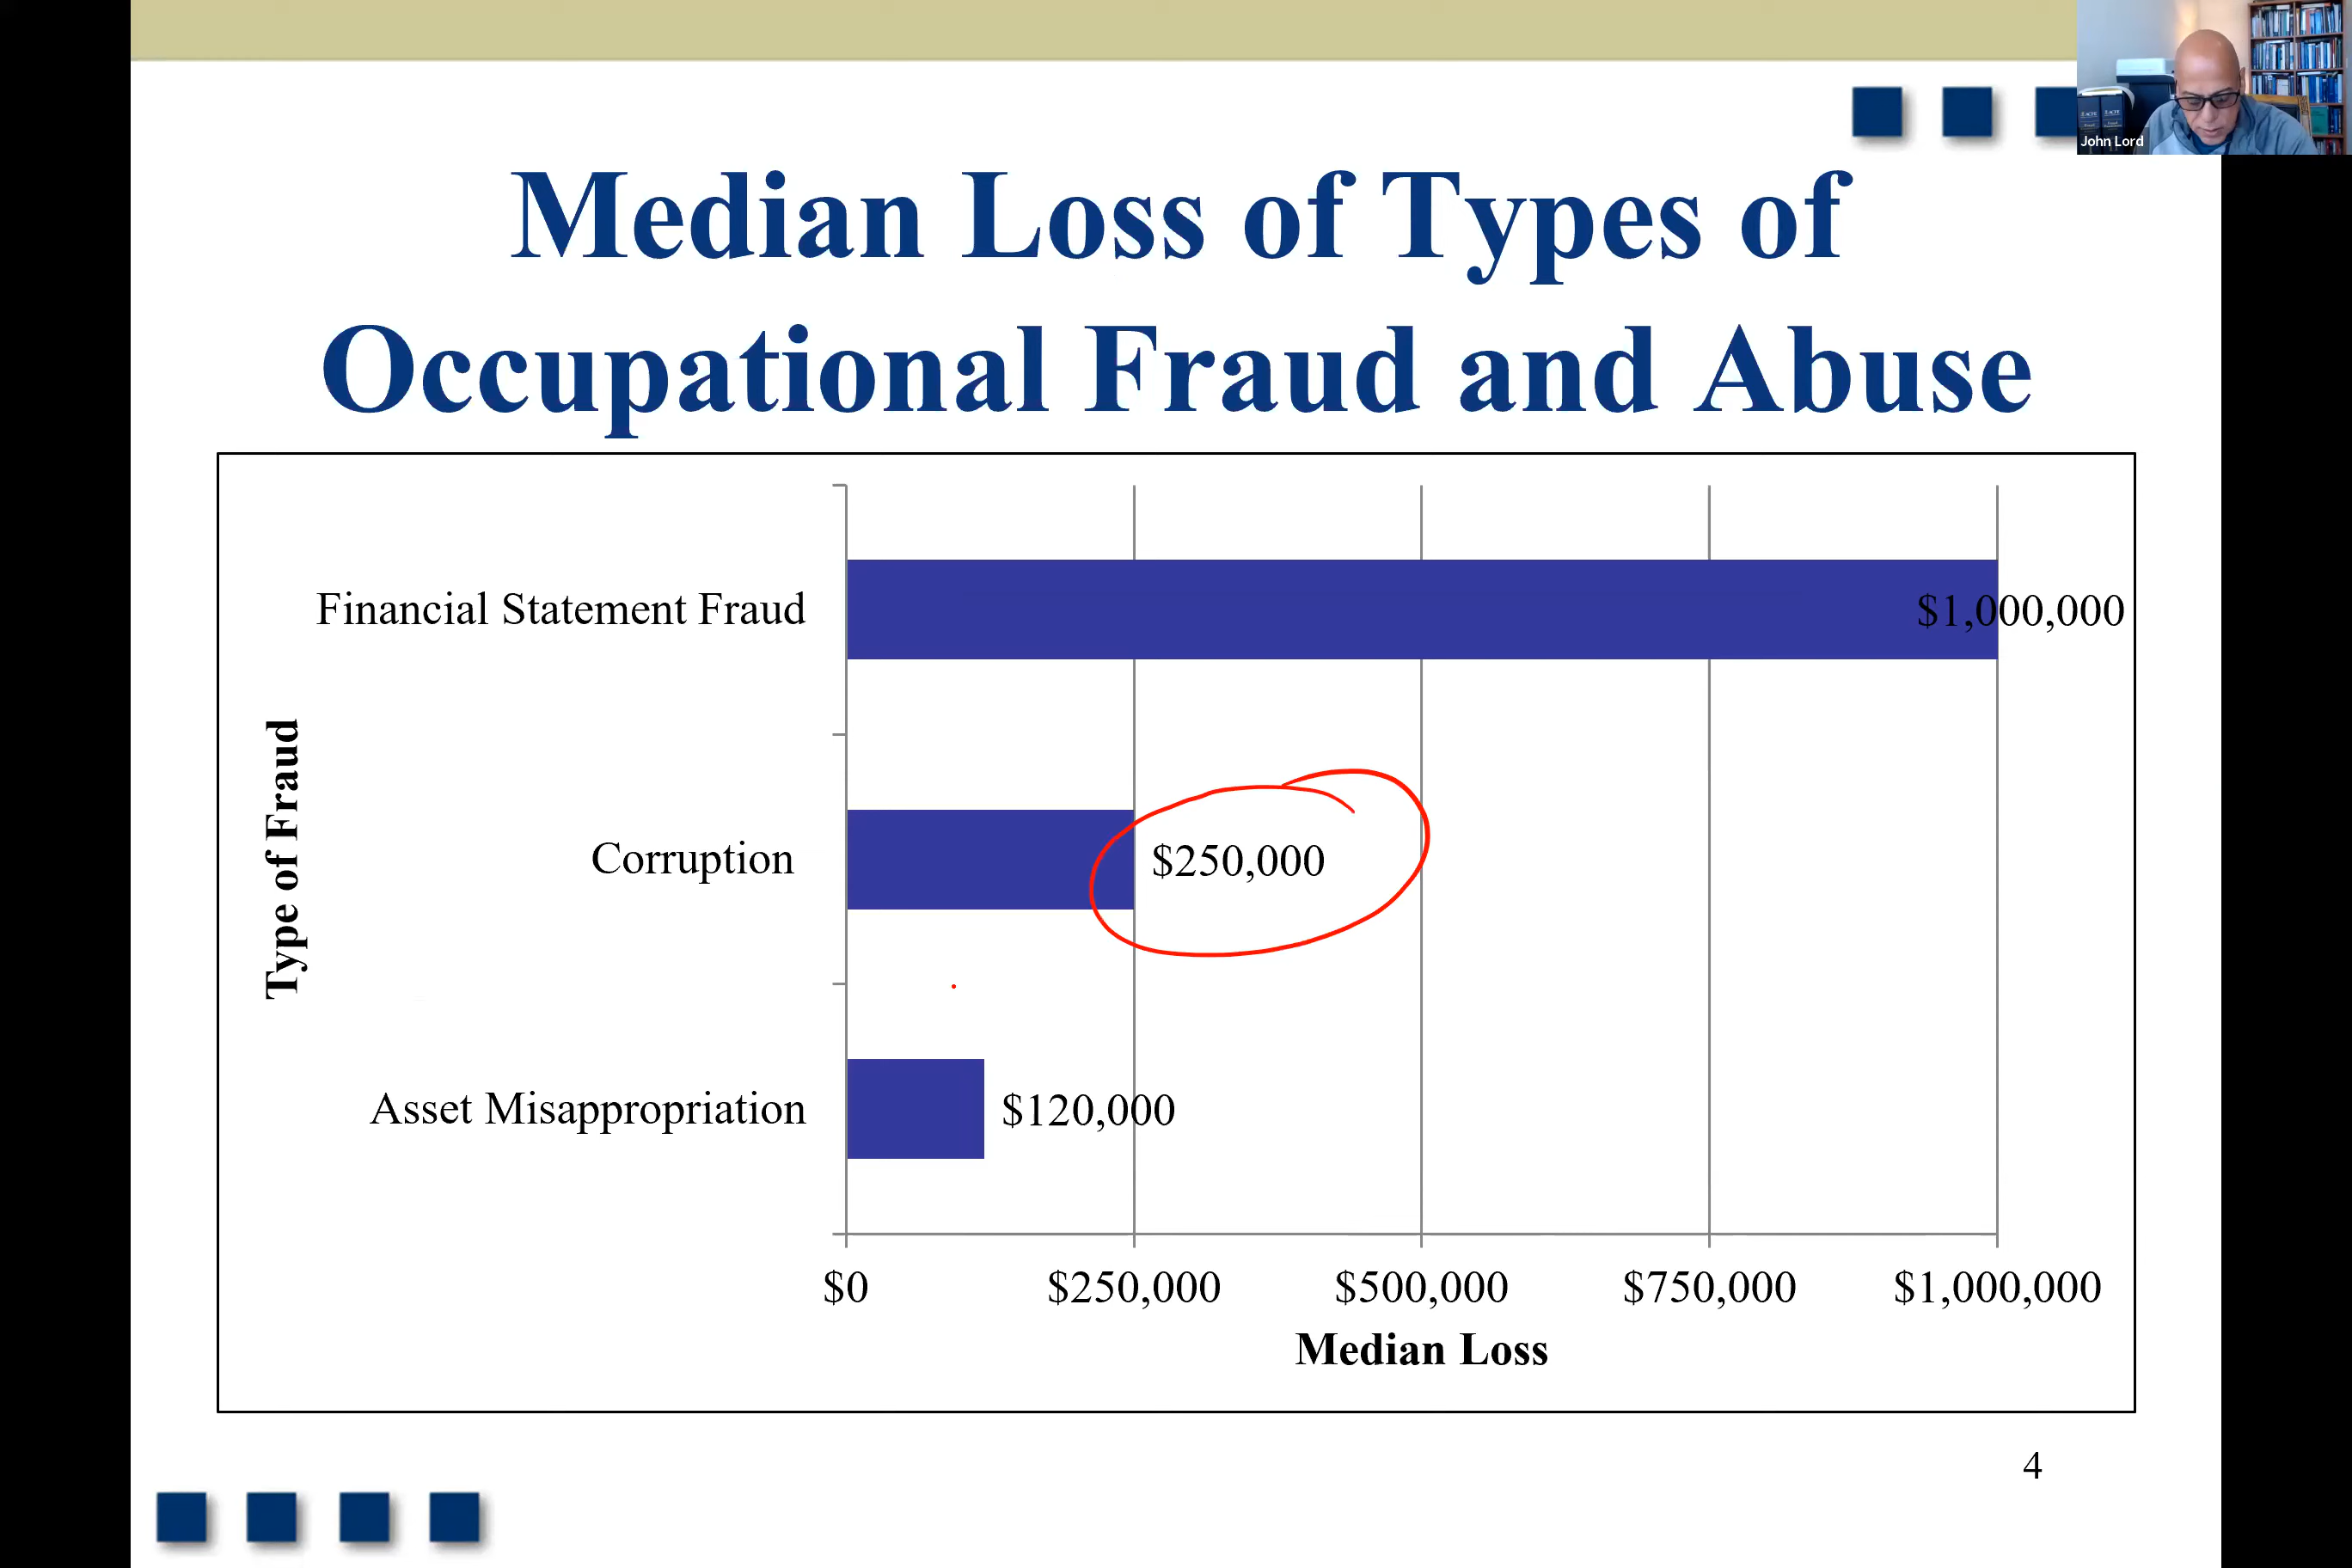 John Lord
Median Loss of Types of
Occupational Fraud and Abuse
Type of Fraud
Financial Statement Fraud
$1,000,000
Corruption
$250,000
Asset Misappropriation
$120,000
$0 $250,000 $500,000 $750,000 $1,000,000
Median Loss
4